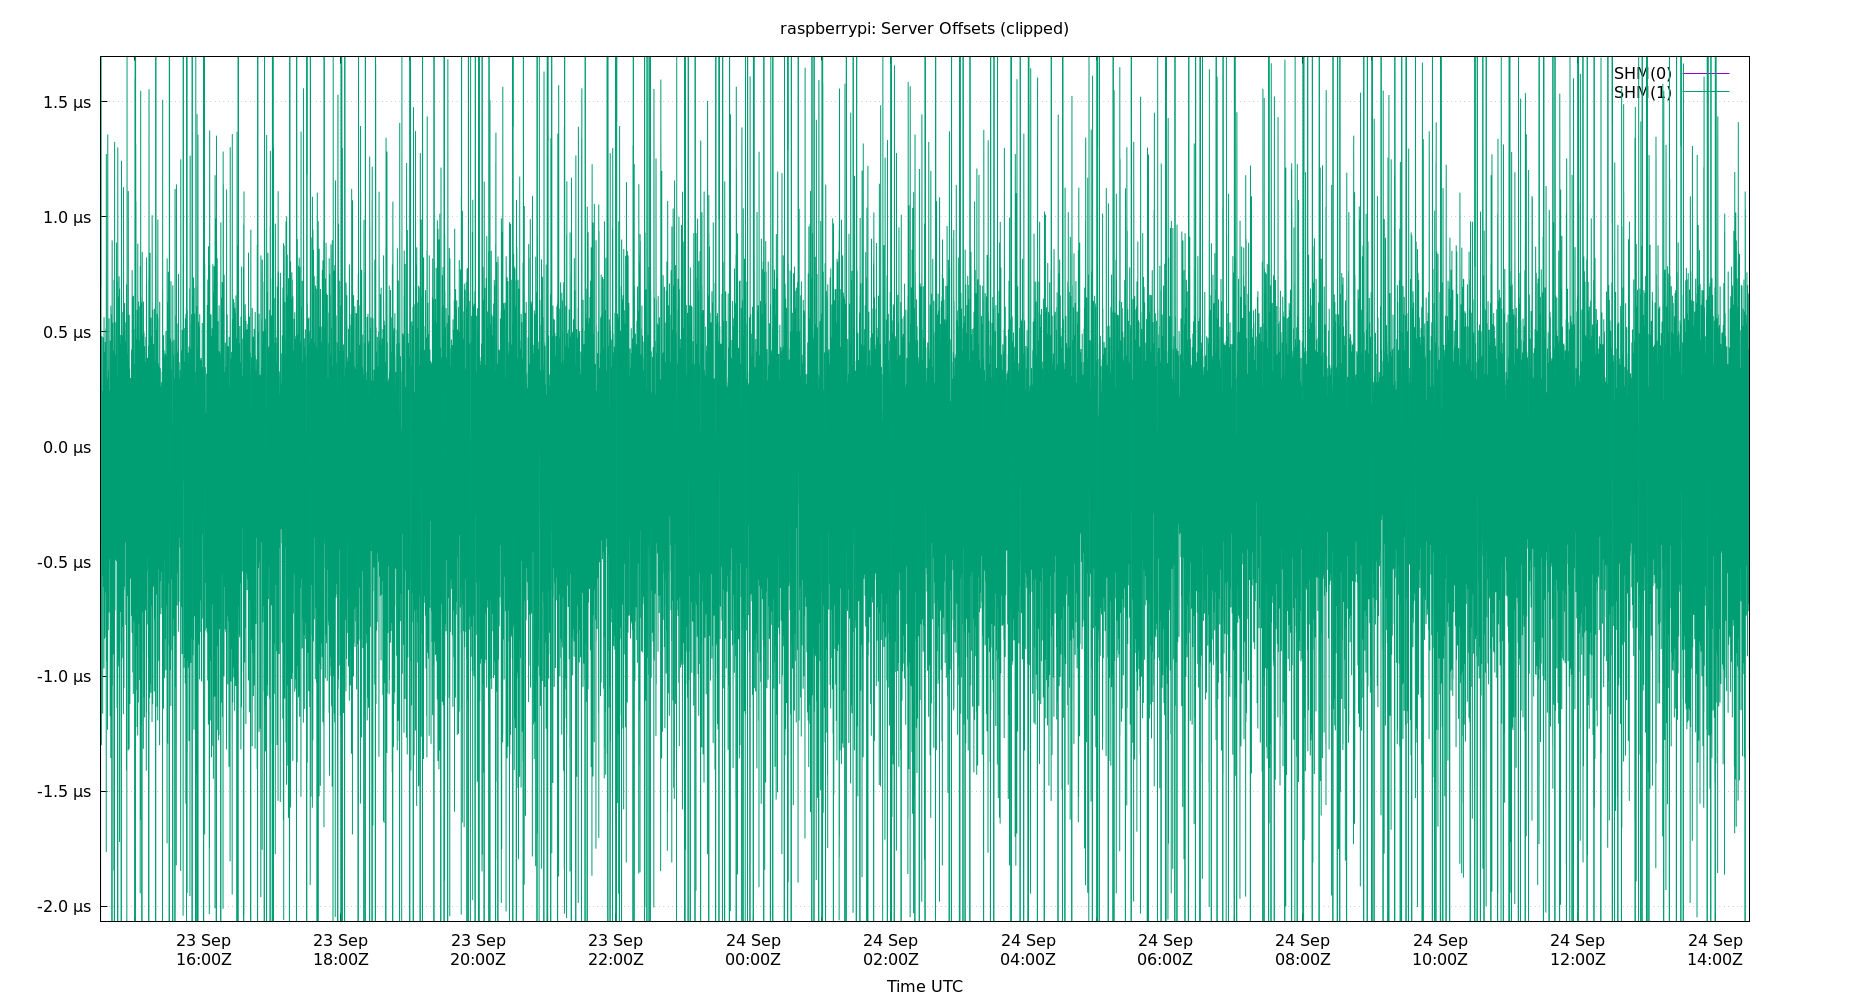 raspberrypi: Server Offsets (clipped)
SHM(0)
SHM(1)
1.5 µs
1.0 µs
0.5 µs
0.0 µs
-0.5 µs
-1.0 µs
-1.5 µs
-2.0 µs
23 Sep 23 Sep 23 Sep 23 Sep 24 Sep 24 Sep 24 Sep 24 Sep 24 Sep 24 Sep 24 Sep 24 Sep
16:00Z 18:00Z 20:00Z 22:00Z 00:00Z 02:00Z 04:00Z 06:00Z 08:00Z 10:00Z 12:00Z 14:00Z
Time UTC